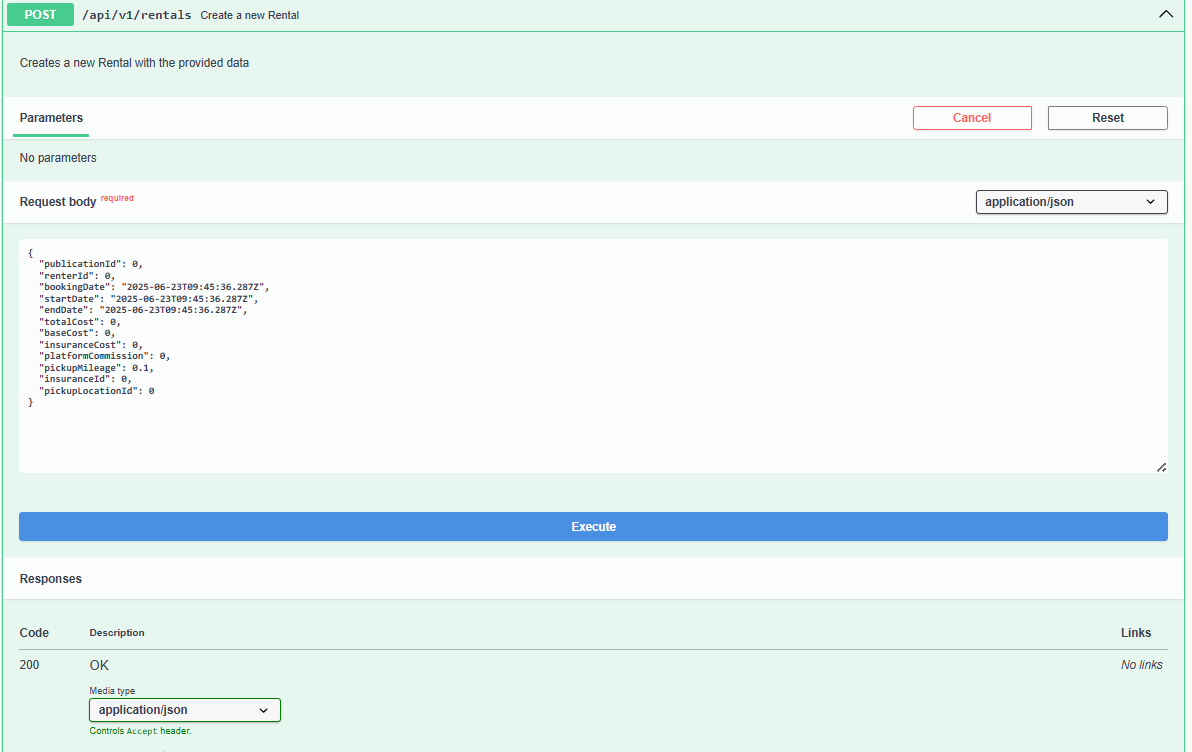 POST /api/v1/rentals Create a new Rental
Creates a new Rental with the provided data
Parameters
Cancel
Reset
No parameters
Request body required
application/json
{
  "publicationId": 0,
  "renterId": 0,
  "bookingDate": "2025-06-23T09:45:36.287Z",
  "startDate": "2025-06-23T09:45:36.287Z",
  "endDate": "2025-06-23T09:45:36.287Z",
  "totalCost": 0,
  "baseCost": 0,
  "insuranceCost": 0,
  "platformCommission": 0,
  "pickupMileage": 0.1,
  "insuranceId": 0,
  "pickupLocationId": 0
}
Execute
Responses
Code Description Links
200 OK No links
Media type
application/json
Controls Accept header.